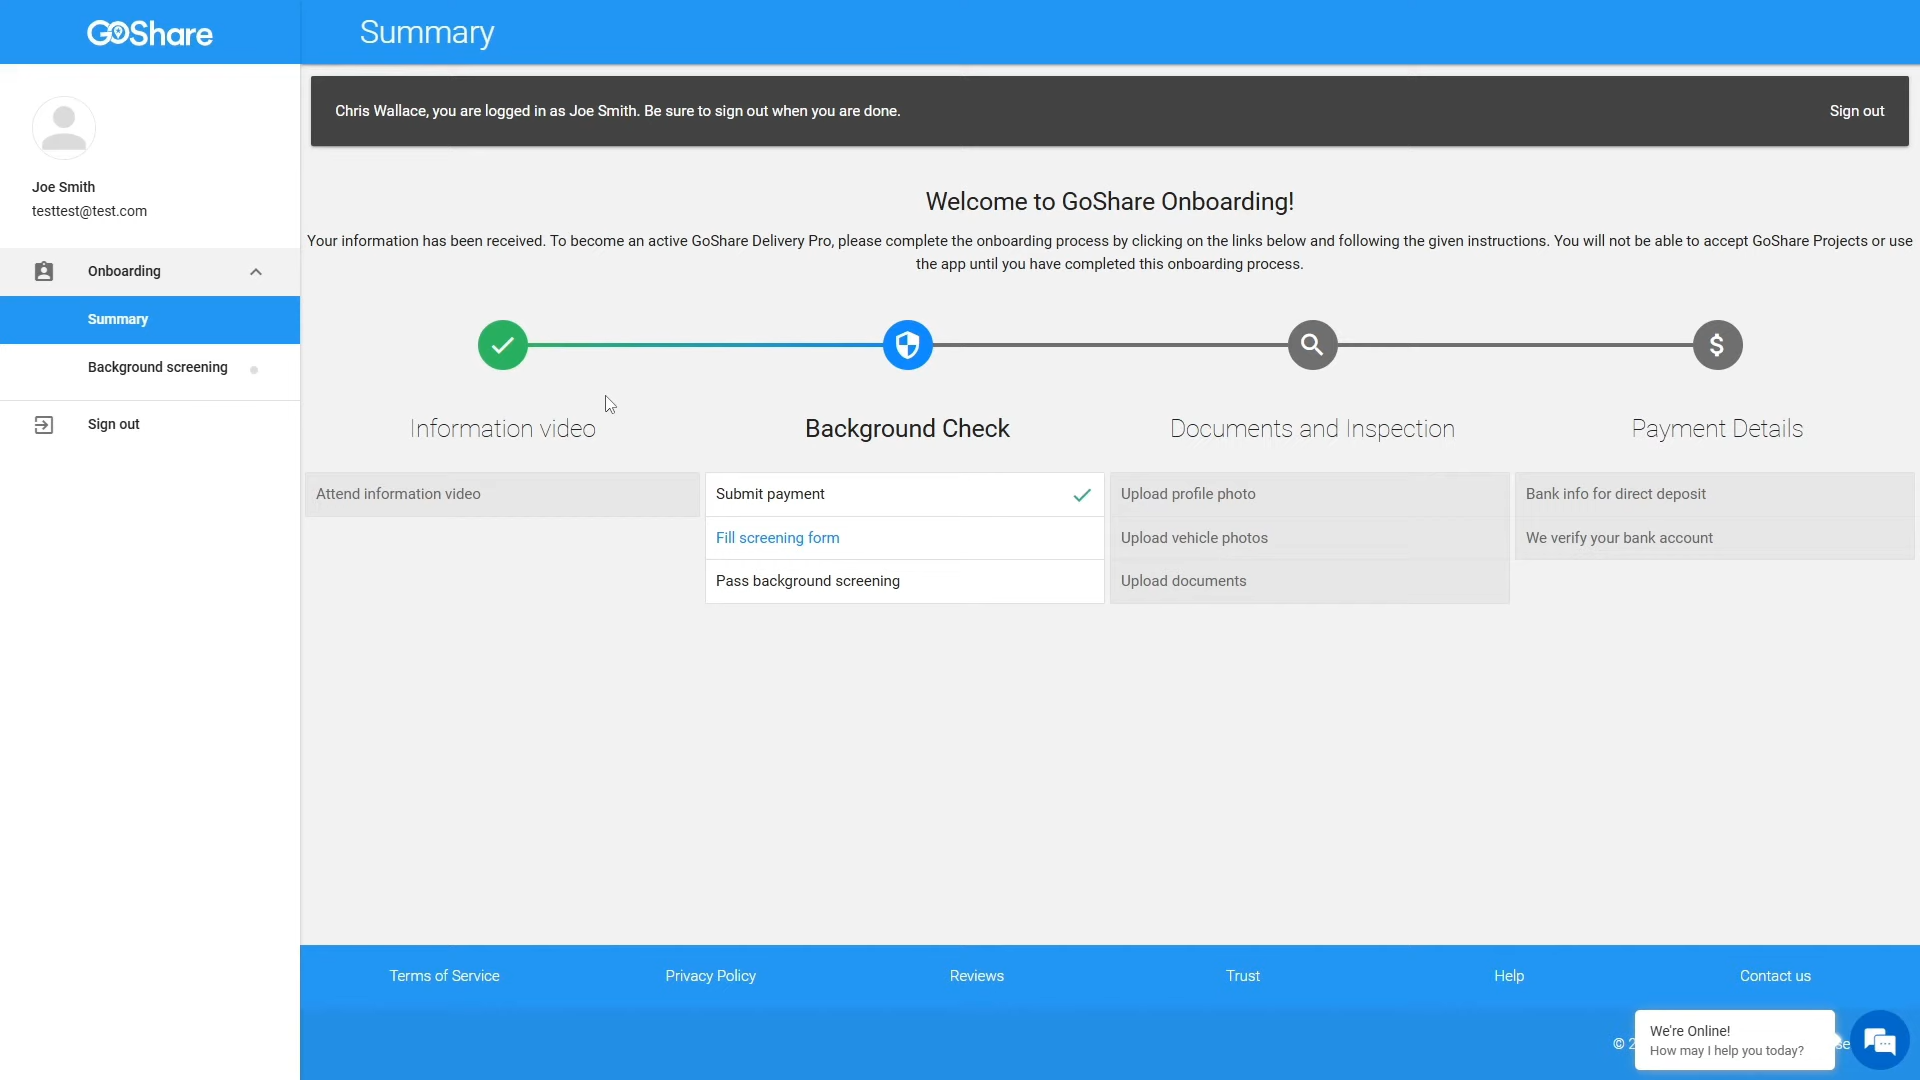 GoShare
Summary
Chris Wallace, you are logged in as Joe Smith. Be sure to sign out when you are done.
Sign out
Joe Smith
testtest@test.com
Onboarding
Summary
Background screening
Sign out
Welcome to GoShare Onboarding!
Your information has been received. To become an active GoShare Delivery Pro, please complete the onboarding process by clicking on the links below and following the given instructions. You will not be able to accept GoShare Projects or use
the app until you have completed this onboarding process.
$
Information video
Background Check
Documents and Inspection
Payment Details
Attend information video
Submit payment
Fill screening form
Pass background screening
Upload profile photo
Upload vehicle photos
Upload documents
Bank info for direct deposit
We verify your bank account
Terms of Service
Privacy Policy
Reviews
Trust
Help
Contact us
© 2
We're Online!
How may I help you today?